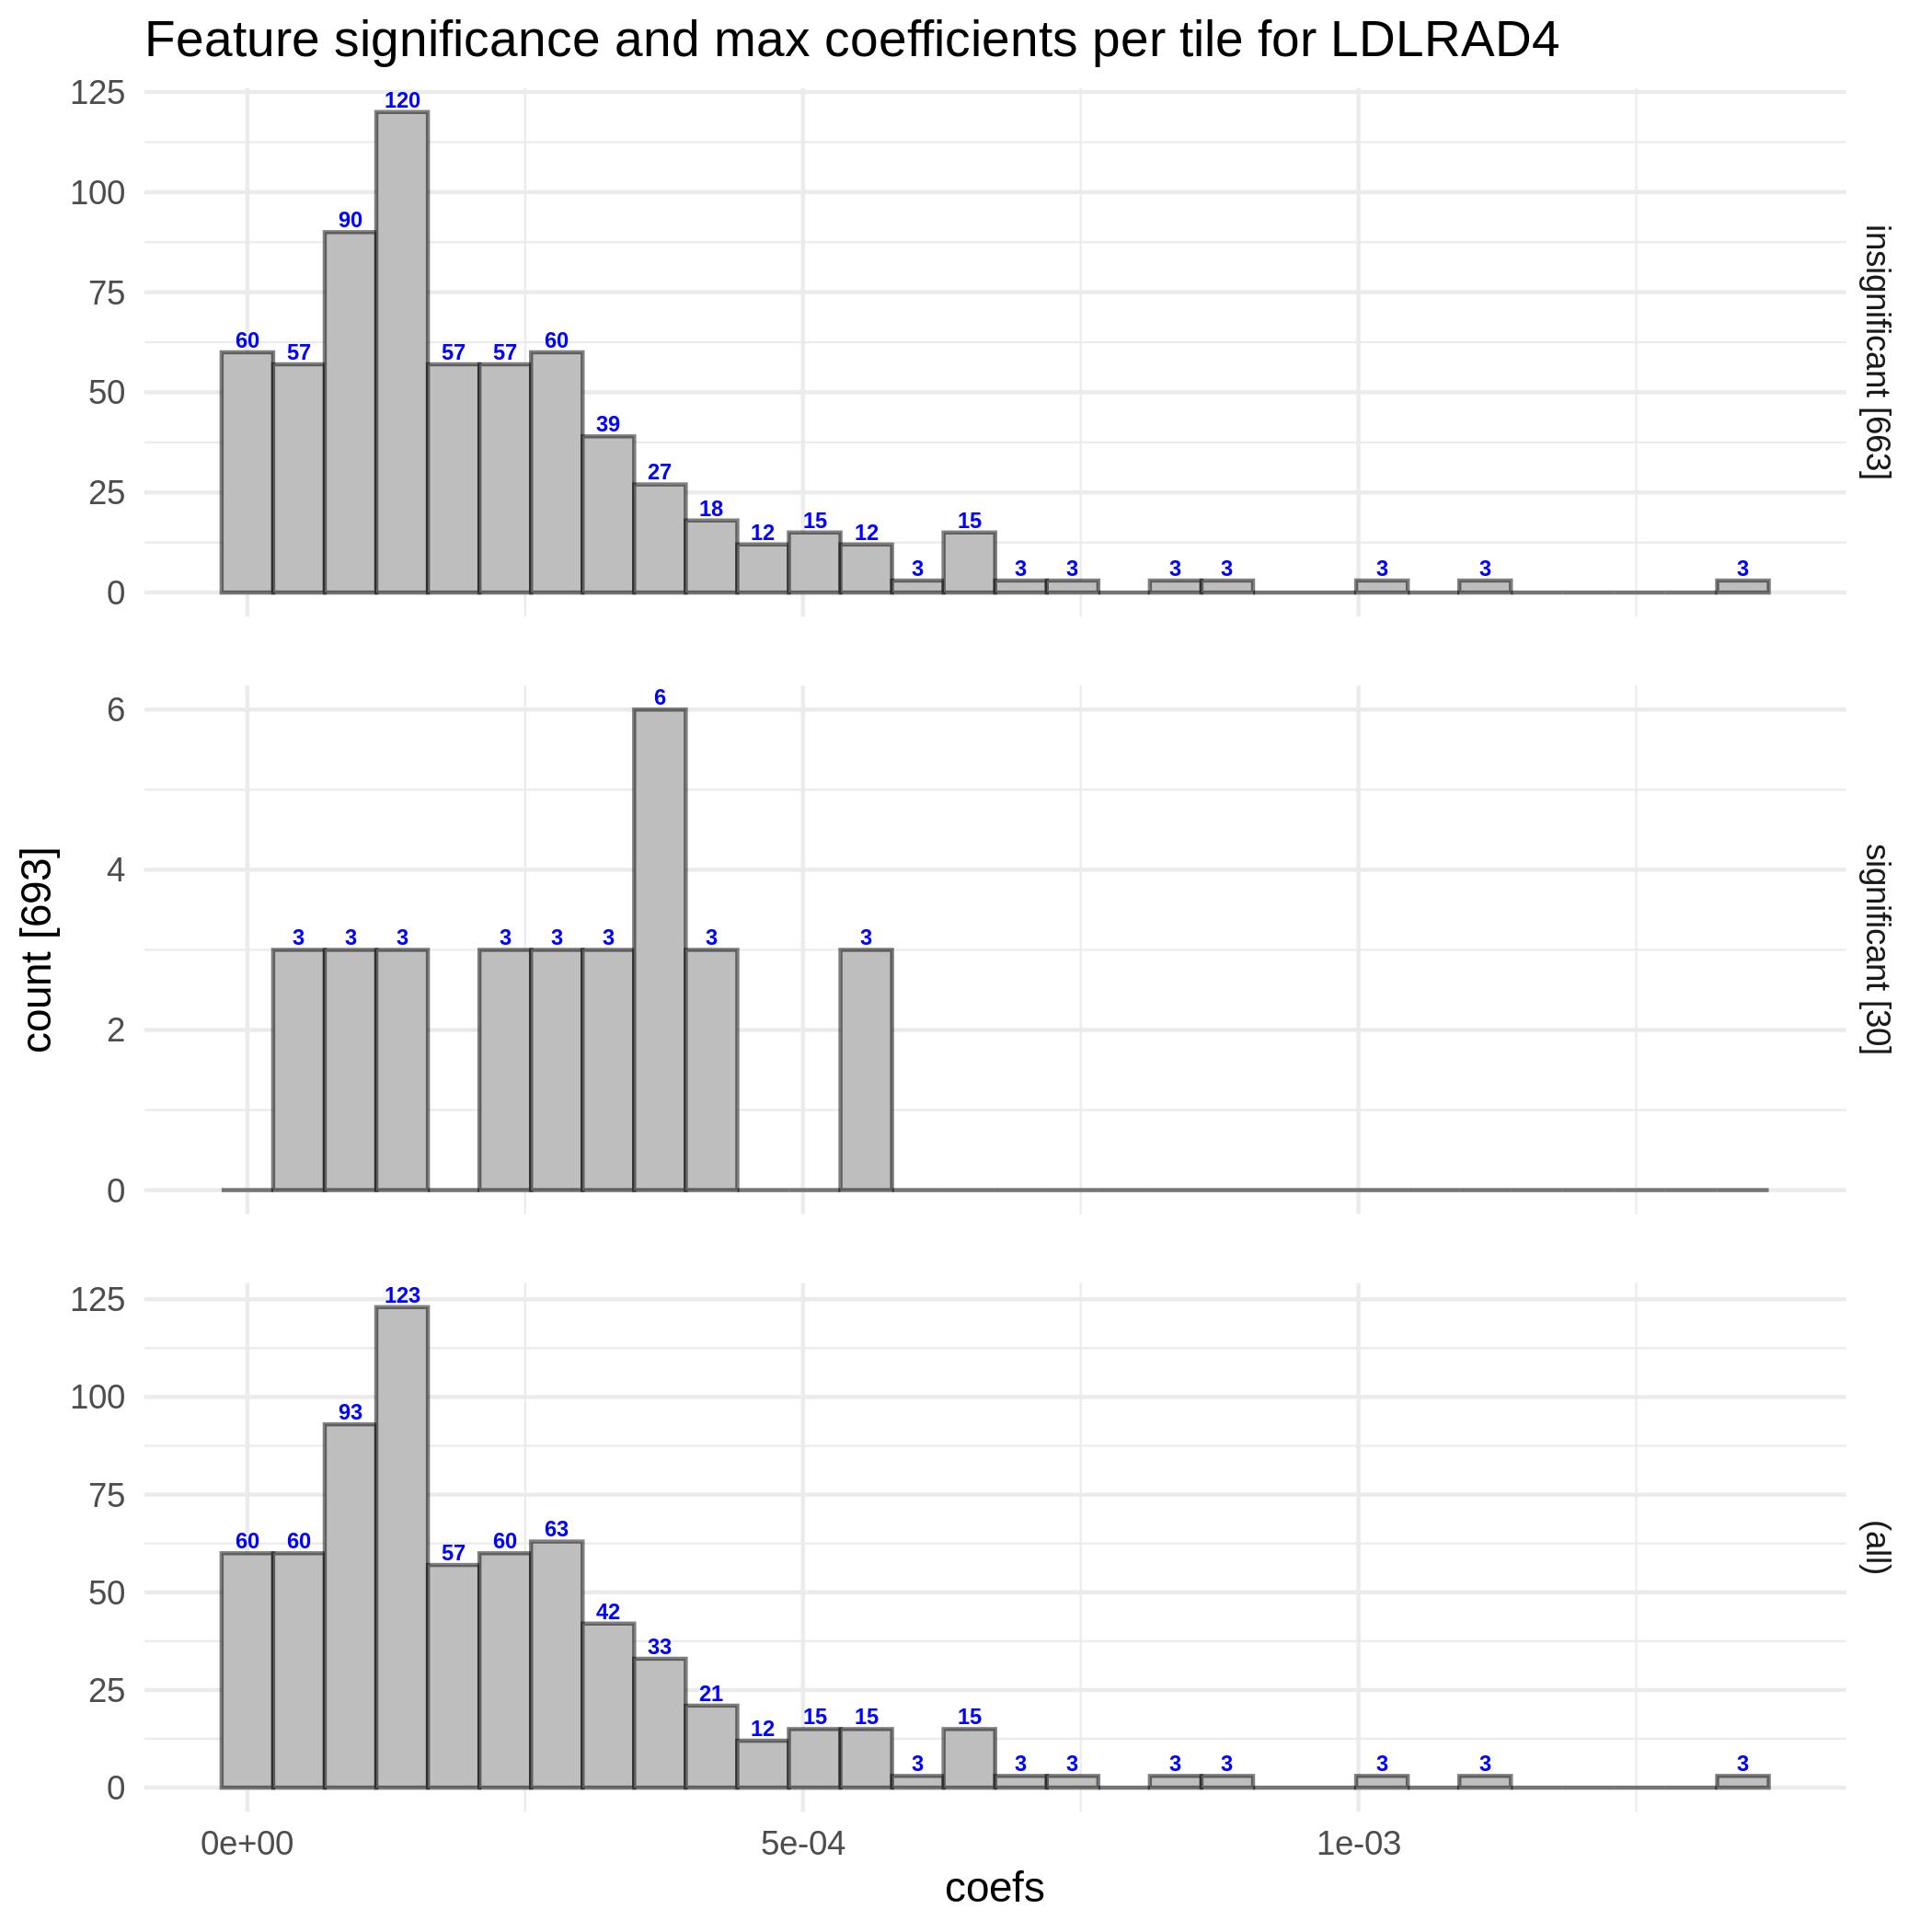 Feature significance and max coefficients per tile for LDLRAD4
125
100
75
50
25
0
60 57 90 120 57 57 60 39 27 18 12 15 12 3 15 3 3 3 3 3 3 3
insignificant [663]
6
4
2
0
3 3 3 3 3 3 6 3 3
significant [30]
count [693]
125
100
75
50
25
0
60 60 93 123 57 60 63 42 33 21 12 15 15 3 15 3 3 3 3 3 3 3
(all)
0e+00 5e-04 1e-03
coefs